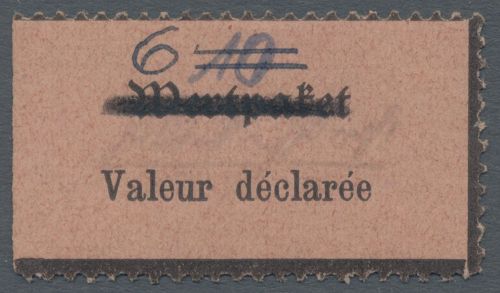 6 10
Wertpaket
Valeur déclarée